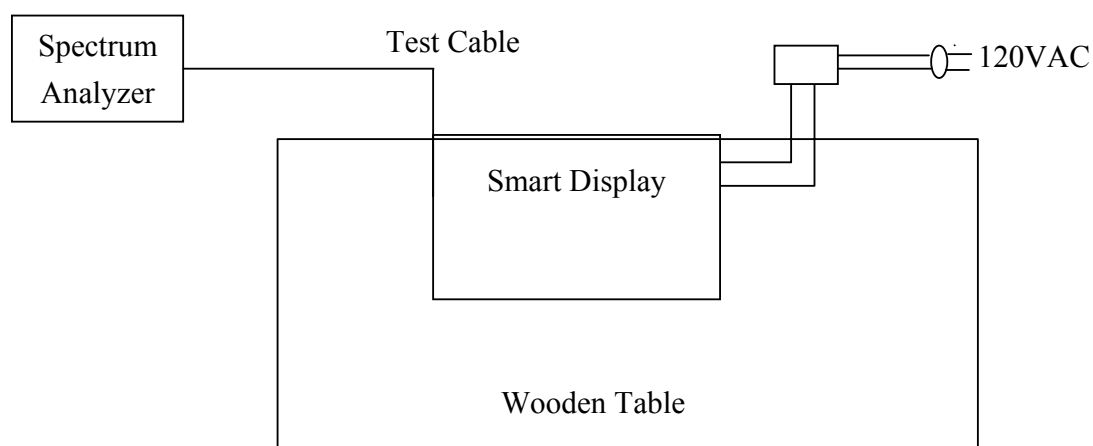 Spectrum
Analyzer
Test Cable
120VAC
Smart Display
Wooden Table